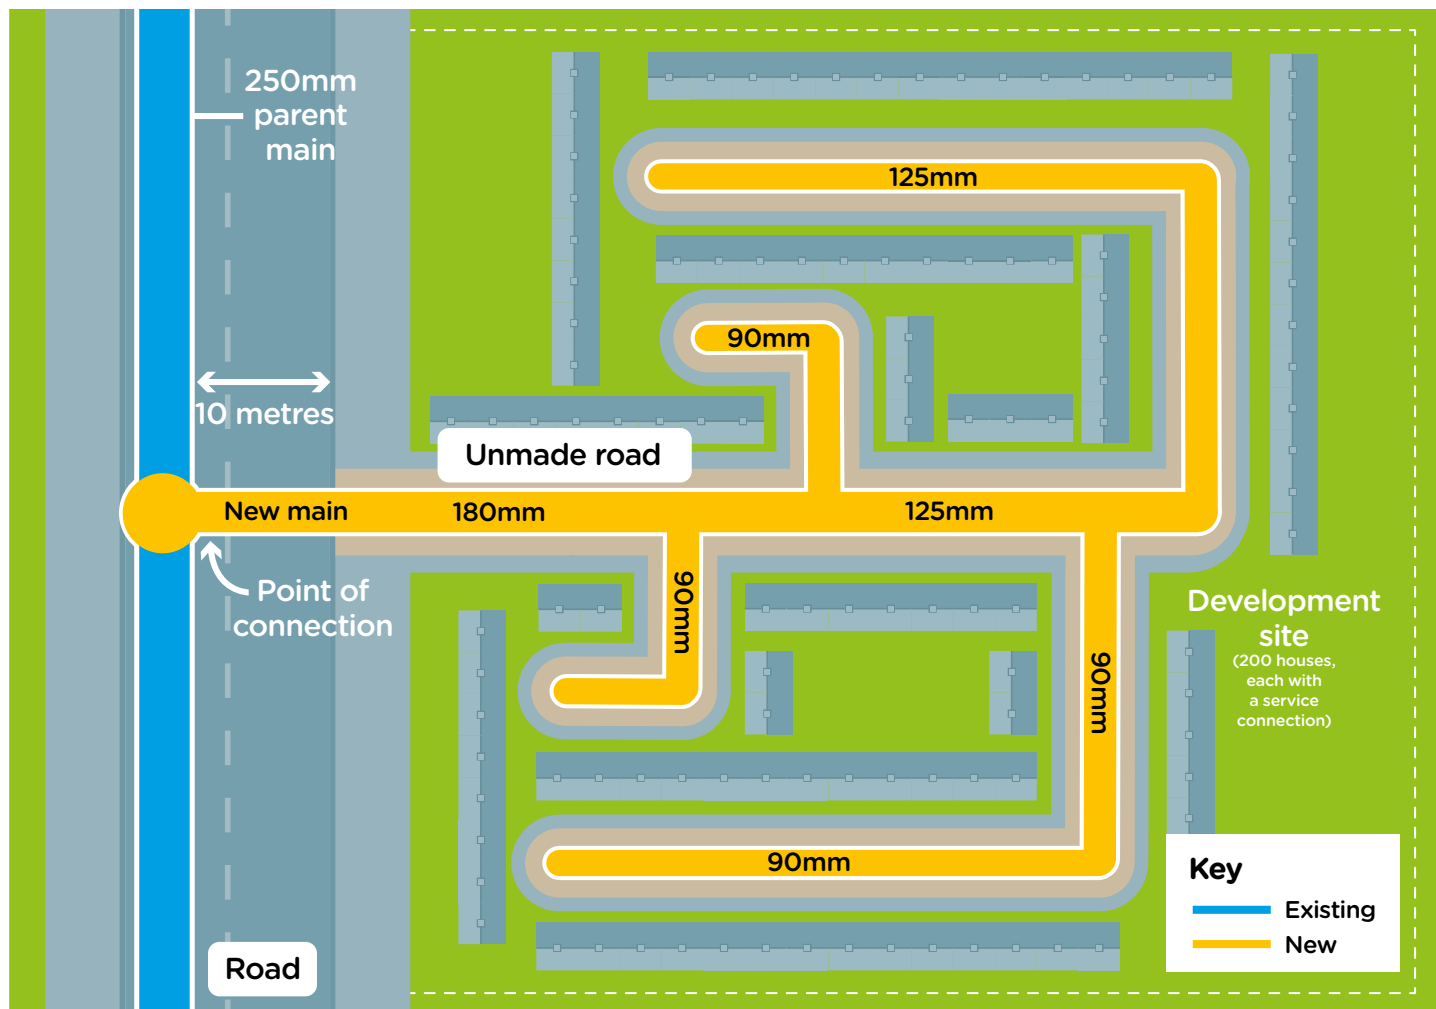 250mm
parent
main
125mm
90mm
10 metres
Unmade road
New main
180mm
125mm
Point of
connection
90mm
90mm
Development
site
(200 houses,
each with
a service
connection)
90mm
Key
Existing
New
Road